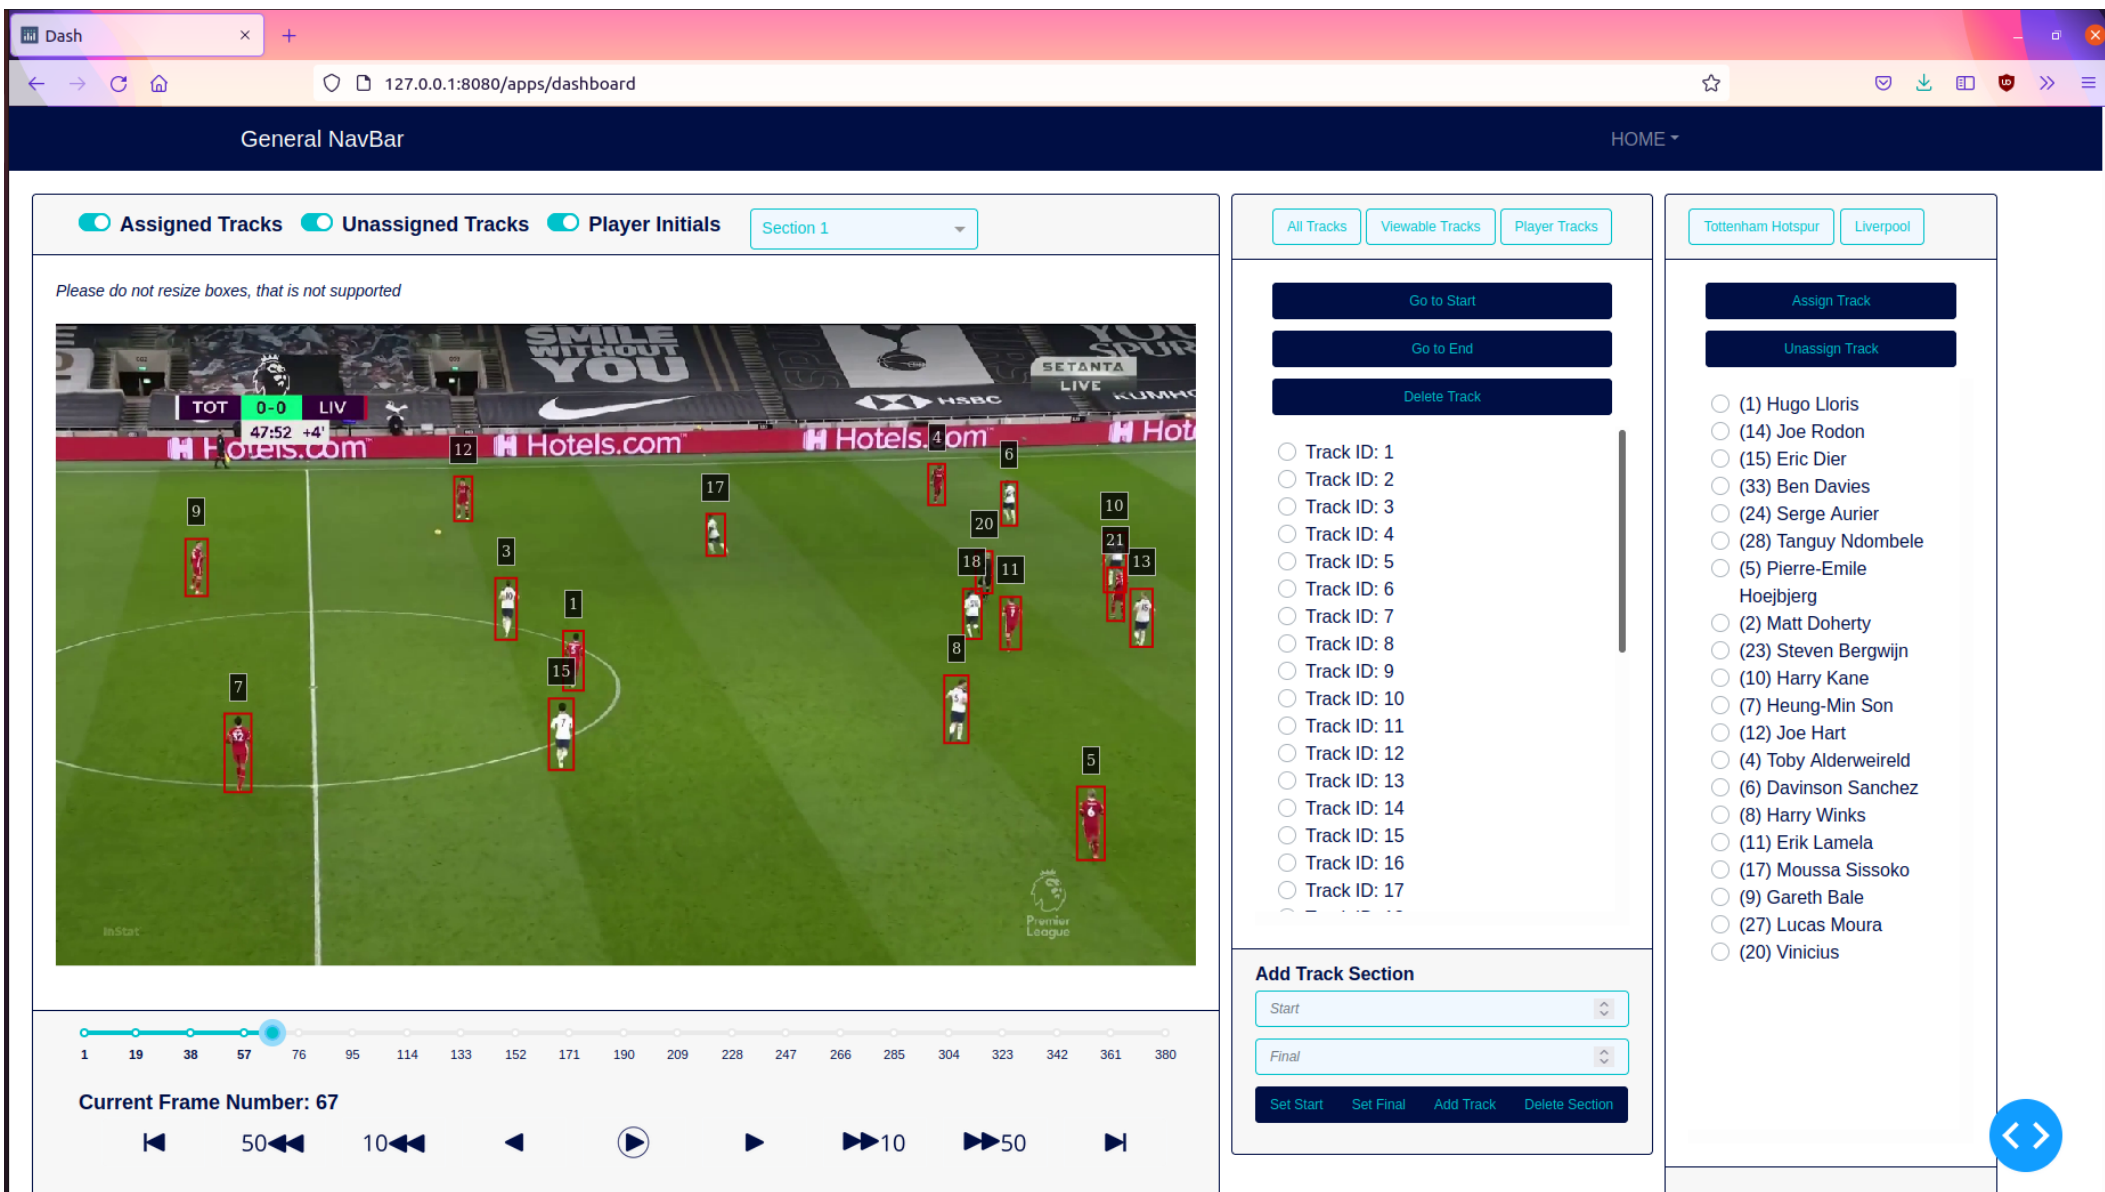 Dash
127.0.0.1:8080/apps/dashboard
General NavBar
HOME
Assigned Tracks
Unassigned Tracks
Player Initials
Section 1
Please do not resize boxes, that is not supported
SMILE
WITHOUT
YOU
YOU
SPUR
SETANTA
LIVE
HSBC
TOT 0-0 LIV
47:52 +4'
Hotels.com
Hotels.com
Hotels.com
Hot
12
4
6
17
9
10
20
21
3
18
11
13
1
8
15
7
5
InStat
Premier
League
1 19 38 57 76 95 114 133 152 171 190 209 228 247 266 285 304 323 342 361 380
Current Frame Number: 67
50
10
10
50
All Tracks
Viewable Tracks
Player Tracks
Go to Start
Go to End
Delete Track
Track ID: 1
Track ID: 2
Track ID: 3
Track ID: 4
Track ID: 5
Track ID: 6
Track ID: 7
Track ID: 8
Track ID: 9
Track ID: 10
Track ID: 11
Track ID: 12
Track ID: 13
Track ID: 14
Track ID: 15
Track ID: 16
Track ID: 17
Add Track Section
Start
Final
Set Start
Set Final
Add Track
Delete Section
Tottenham Hotspur
Liverpool
Assign Track
Unassign Track
(1) Hugo Lloris
(14) Joe Rodon
(15) Eric Dier
(33) Ben Davies
(24) Serge Aurier
(28) Tanguy Ndombele
(5) Pierre-Emile
Hoejbjerg
(2) Matt Doherty
(23) Steven Bergwijn
(10) Harry Kane
(7) Heung-Min Son
(12) Joe Hart
(4) Toby Alderweireld
(6) Davinson Sanchez
(8) Harry Winks
(11) Erik Lamela
(17) Moussa Sissoko
(9) Gareth Bale
(27) Lucas Moura
(20) Vinicius